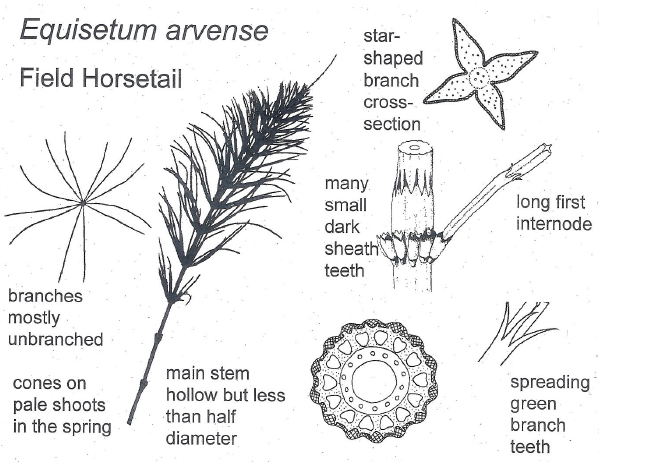 Equisetum arvense
Field Horsetail
star-
shaped
branch
cross-
section
many
small
dark
sheath
teeth
long first
internode
branches
mostly
unbranched
cones on
pale shoots
in the spring
main stem
hollow but less
than half
diameter
spreading
green
branch
teeth